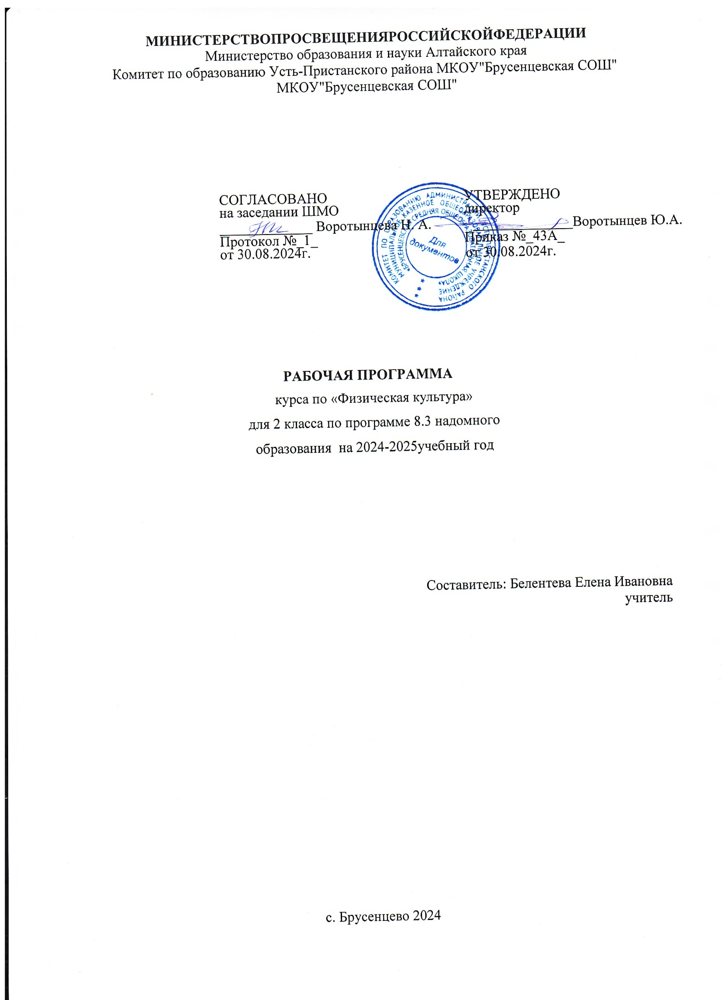 МИНИСТЕРСТВОПРОСВЕЩЕНИЯРОССИЙСКОЙФЕДЕРАЦИИ
Министерство образования и науки Алтайского края
Комитет по образованию Усть-Пристанского района МКОУ"Брусенцевская СОШ"
МКОУ"Брусенцевская СОШ"
СОГЛАСОВАНО
на заседании ШМО
______________ Воротынцева Н. А.
Протокол №_1_
от 30.08.2024г.
УТВЕРЖДЕНО
директор
______________Воротынцев Ю.А.
Приказ №_43А_
от 30.08.2024г.
КОМИТЕТ ПО ОБРАЗОВАНИЮ АДМИНИСТРАЦИИ УСТЬ-ПРИСТАНСКОГО РАЙОНА
МУНИЦИПАЛЬНОЕ КАЗЕННОЕ ОБЩЕОБРАЗОВАТЕЛЬНОЕ УЧРЕЖДЕНИЕ
«БРУСЕНЦЕВСКАЯ СРЕДНЯЯ ОБЩЕОБРАЗОВАТЕЛЬНАЯ ШКОЛА»
* * *
Для
документов
РАБОЧАЯ ПРОГРАММА
курса по «Физическая культура»
для 2 класса по программе 8.3 надомного
образования на 2024-2025учебный год
Составитель: Белентева Елена Ивановна
учитель
с. Брусенцево 2024